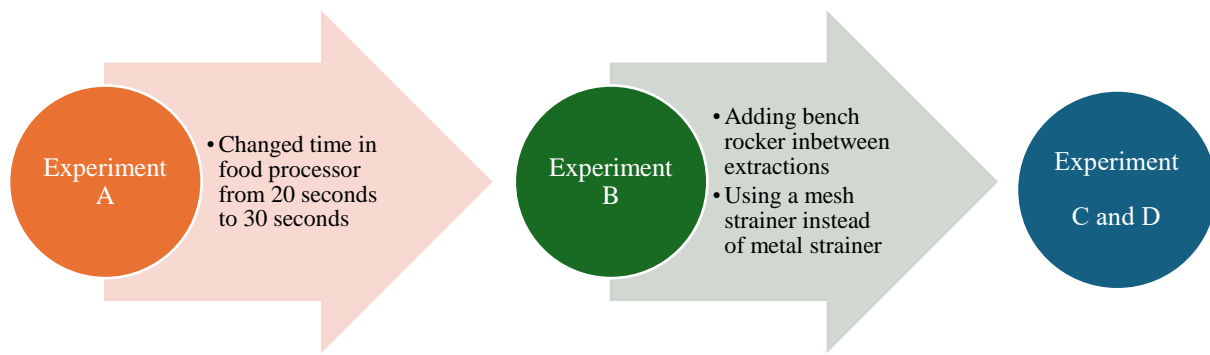 Experiment
A
• Changed time in
food processor
from 20 seconds
to 30 seconds
Experiment
B
• Adding bench
rocker inbetween
extractions
• Using a mesh
strainer instead
of metal strainer
Experiment
C and D